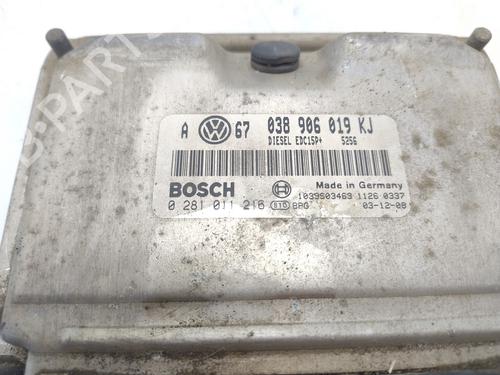 A 67 038 906 019 KJ
DIESEL EDC15P+ 5256
BOSCH
Made in Germany
0 281 011 216
1039S03469 1126 0337
BRG 03-12-08